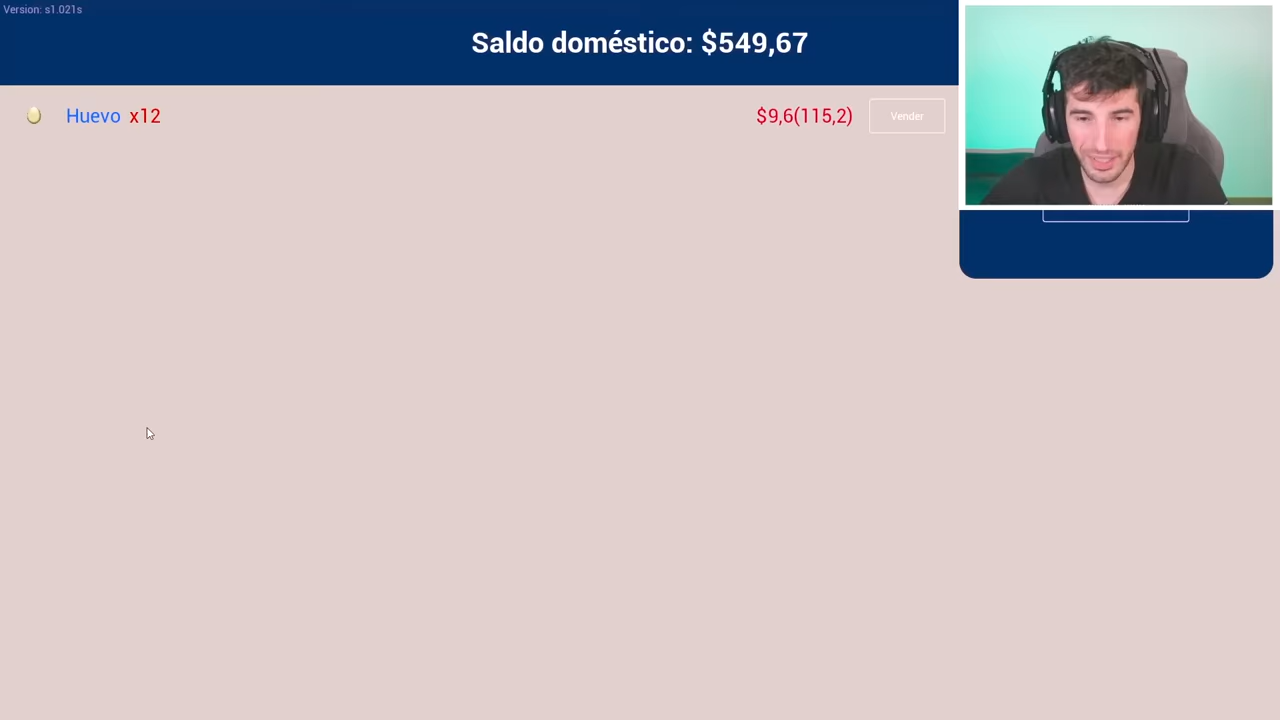 Version: s1.021s
Saldo doméstico: $549,67
Huevo x12 $9,6(115,2) Vender